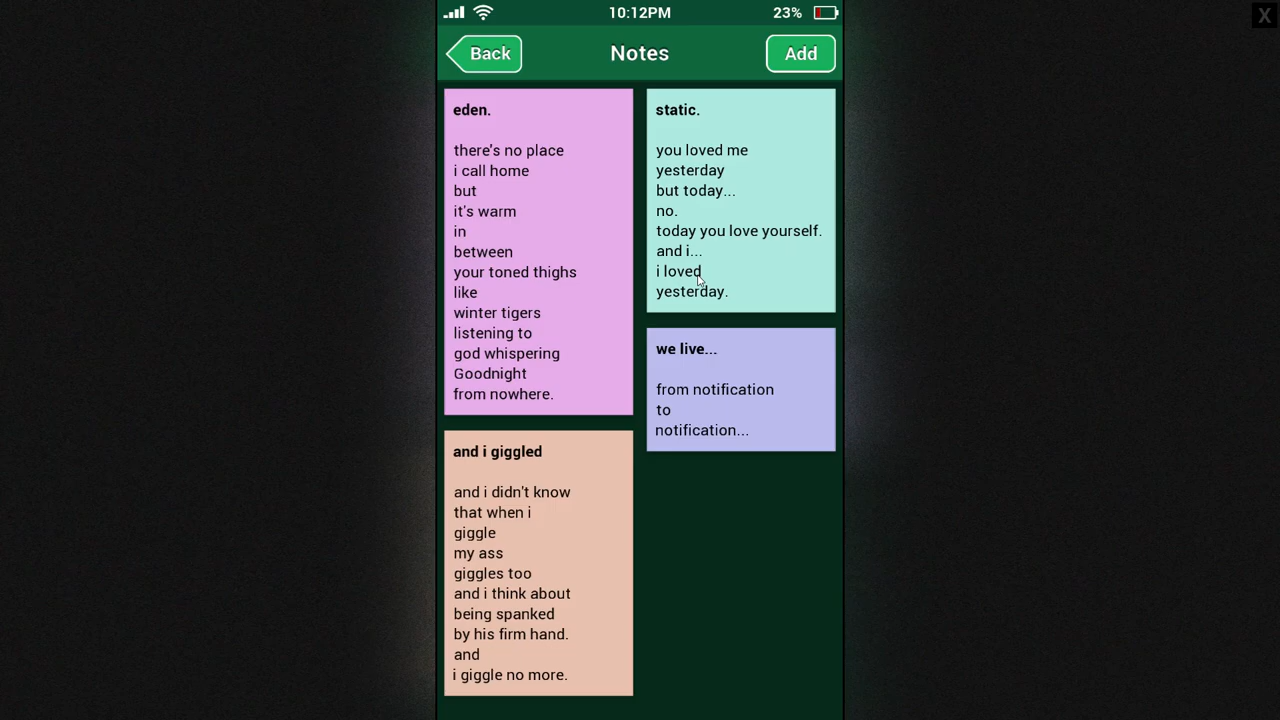 10:12PM
23%
X
Back
Notes
Add
eden.
there's no place
i call home
but
it's warm
in
between
your toned thighs
like
winter tigers
listening to
god whispering
Goodnight
from nowhere.
and i giggled
and i didn't know
that when i
giggle
my ass
giggles too
and i think about
being spanked
by his firm hand.
and
i giggle no more.
static.
you loved me
yesterday
but today...
no.
today you love yourself.
and i...
i loved
yesterday.
we live...
from notification
to
notification...